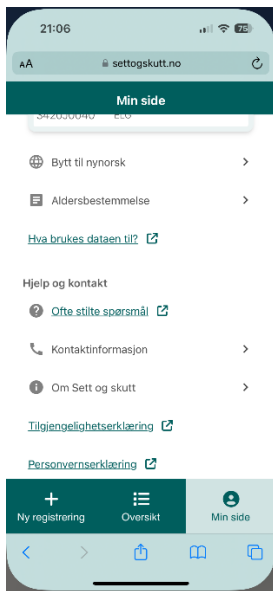 21:06
75
AA
settogskutt.no
Min side
Bytt til nynorsk
Aldersbestemmelse
Hva brukes dataen til?
Hjelp og kontakt
Ofte stilte spørsmål
Kontaktinformasjon
Om Sett og skutt
Tilgjengelighetserklæring
Personvernserklæring
Ny registrering
Oversikt
Min side